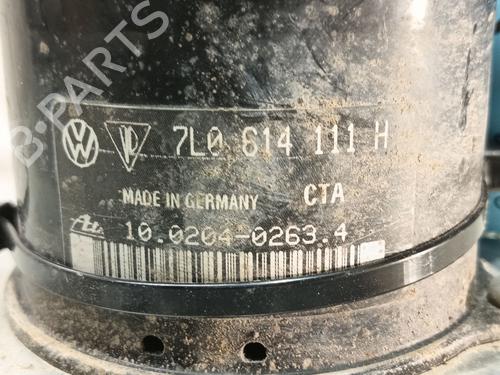 7L0 614 111 H
MADE IN GERMANY CTA
10.0204-0263.4
B-PARTS